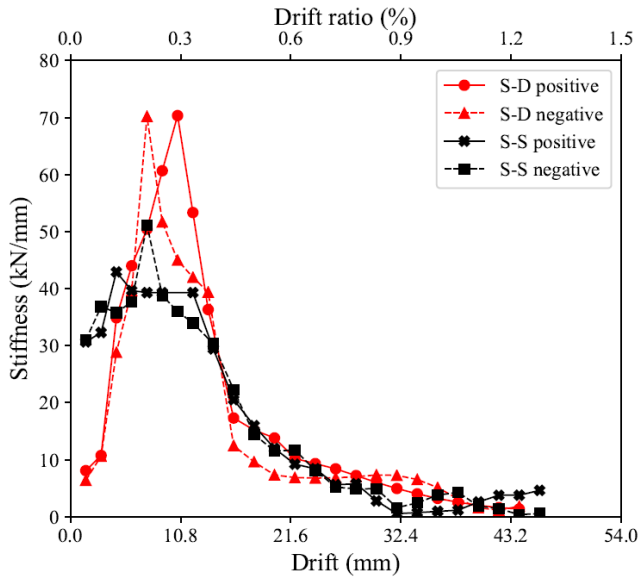 Drift ratio (%)
0.0 0.3 0.6 0.9 1.2 1.5
80
70
60
50
40
30
20
10
0
Stiffness (kN/mm)
S-D positive
S-D negative
S-S positive
S-S negative
0.0 10.8 21.6 32.4 43.2 54.0
Drift (mm)